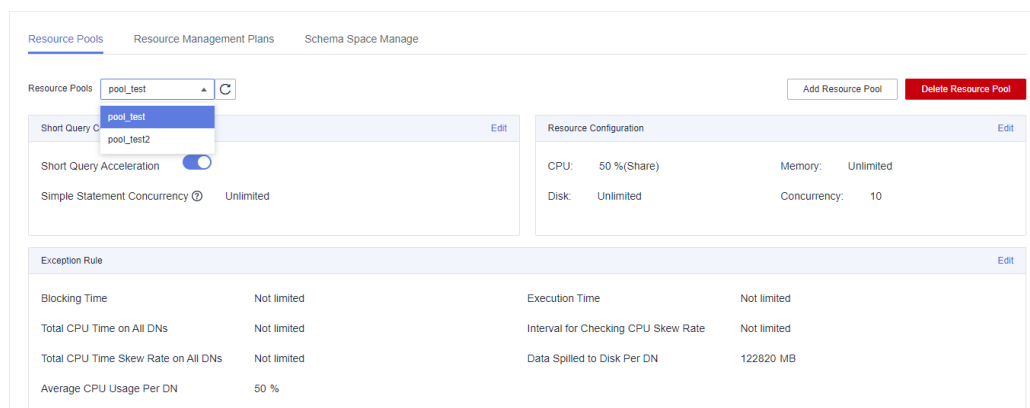 Resource Pools Resource Management Plans Schema Space Manage
Resource Pools pool_test Add Resource Pool Delete Resource Pool
pool_test
pool_test2
Short Query C Edit
Resource Configuration Edit
Short Query Acceleration
Simple Statement Concurrency ? Unlimited
CPU: 50 %(Share) Memory: Unlimited
Disk: Unlimited Concurrency: 10
Exception Rule Edit
Blocking Time Not limited Execution Time Not limited
Total CPU Time on All DNs Not limited Interval for Checking CPU Skew Rate Not limited
Total CPU Time Skew Rate on All DNs Not limited Data Spilled to Disk Per DN 122820 MB
Average CPU Usage Per DN 50 %